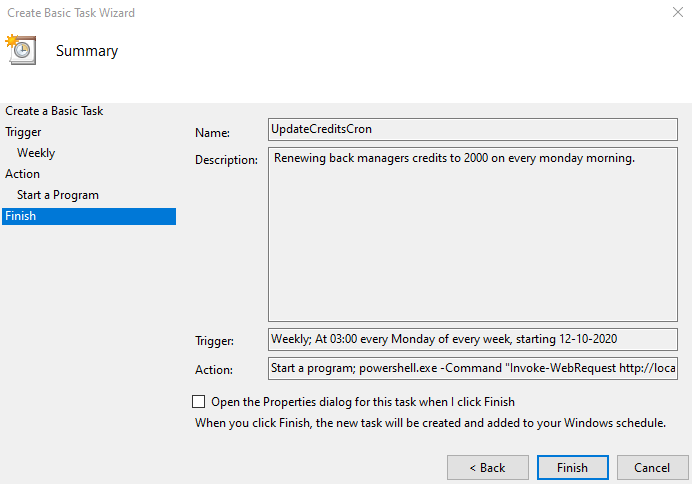 Create Basic Task Wizard
Summary
Create a Basic Task
Trigger
Weekly
Action
Start a Program
Finish
Name:
UpdateCreditsCron
Description:
Renewing back managers credits to 2000 on every monday morning.
Trigger:
Weekly; At 03:00 every Monday of every week, starting 12-10-2020
Action:
Start a program; powershell.exe -Command "Invoke-WebRequest http://loca
Open the Properties dialog for this task when I click Finish
When you click Finish, the new task will be created and added to your Windows schedule.
< Back
Finish
Cancel